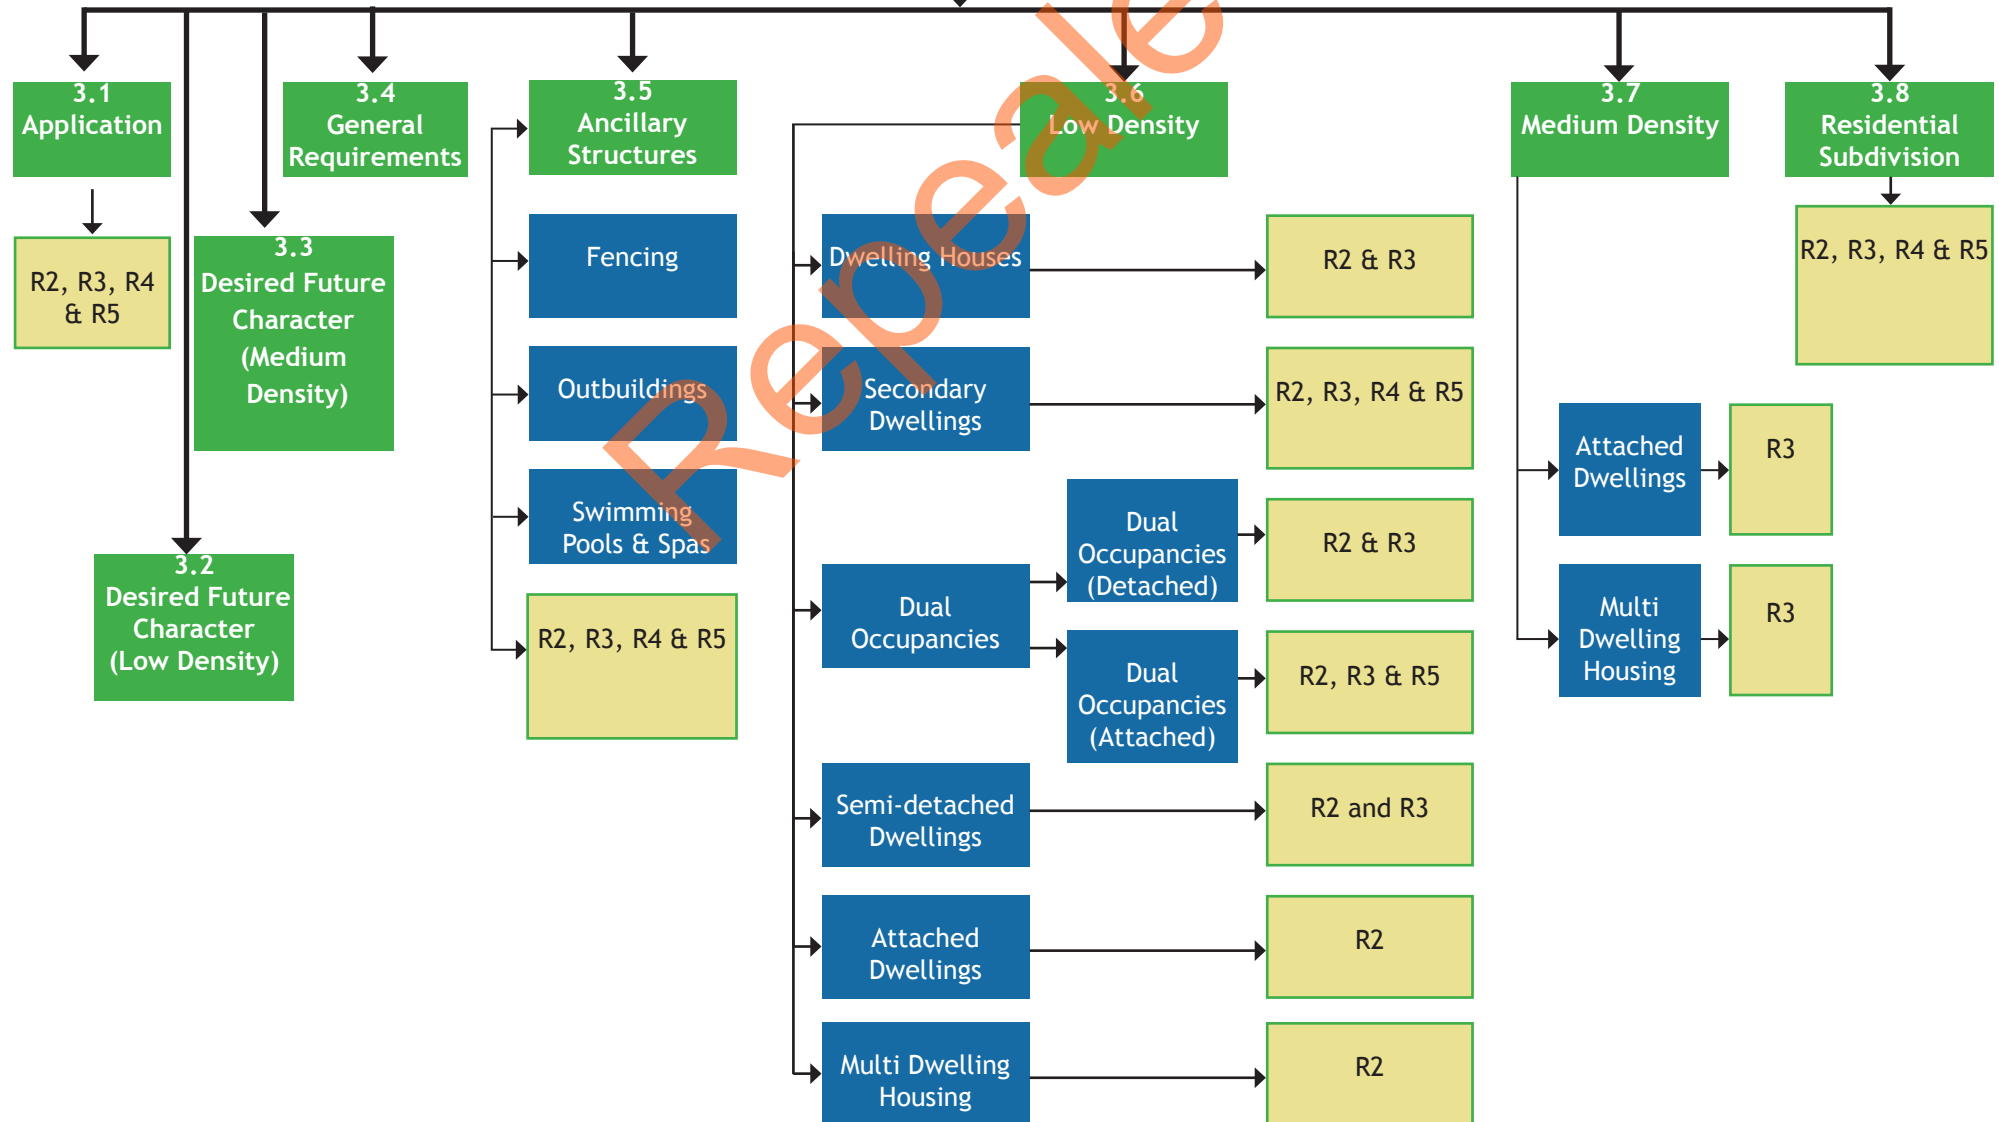 3.1
Application
R2, R3, R4
& R5
3.2
Desired Future
Character
(Low Density)
3.3
Desired Future
Character
(Medium
Density)
3.4
General
Requirements
3.5
Ancillary
Structures
Fencing
Outbuildings
Swimming
Pools & Spas
R2, R3, R4 & R5
3.6
Low Density
Dwelling Houses
R2 & R3
Secondary
Dwellings
R2, R3, R4 & R5
Dual
Occupancies
Dual
Occupancies
(Detached)
R2 & R3
Dual
Occupancies
(Attached)
R2, R3 & R5
Semi-detached
Dwellings
R2 and R3
Attached
Dwellings
R2
Multi Dwelling
Housing
R2
3.7
Medium Density
Attached
Dwellings
R3
Multi
Dwelling
Housing
R3
3.8
Residential
Subdivision
R2, R3, R4 & R5
Repeale